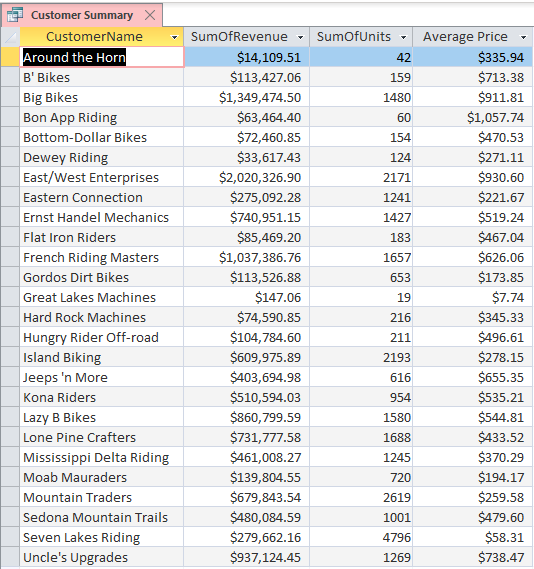 Customer Summary
CustomerName SumOfRevenue SumOfUnits Average Price
Around the Horn $14,109.51 42 $335.94
B' Bikes $113,427.06 159 $713.38
Big Bikes $1,349,474.50 1480 $911.81
Bon App Riding $63,464.40 60 $1,057.74
Bottom-Dollar Bikes $72,460.85 154 $470.53
Dewey Riding $33,617.43 124 $271.11
East/West Enterprises $2,020,326.90 2171 $930.60
Eastern Connection $275,092.28 1241 $221.67
Ernst Handel Mechanics $740,951.15 1427 $519.24
Flat Iron Riders $85,469.20 183 $467.04
French Riding Masters $1,037,386.76 1657 $626.06
Gordos Dirt Bikes $113,526.88 653 $173.85
Great Lakes Machines $147.06 19 $7.74
Hard Rock Machines $74,590.85 216 $345.33
Hungry Rider Off-road $104,784.60 211 $496.61
Island Biking $609,975.89 2193 $278.15
Jeeps 'n More $403,694.98 616 $655.35
Kona Riders $510,594.03 954 $535.21
Lazy B Bikes $860,799.59 1580 $544.81
Lone Pine Crafters $731,777.58 1688 $433.52
Mississippi Delta Riding $461,008.27 1245 $370.29
Moab Mauraders $139,804.55 720 $194.17
Mountain Traders $679,843.54 2619 $259.58
Sedona Mountain Trails $480,084.59 1001 $479.60
Seven Lakes Riding $279,662.16 4796 $58.31
Uncle's Upgrades $937,124.45 1269 $738.47